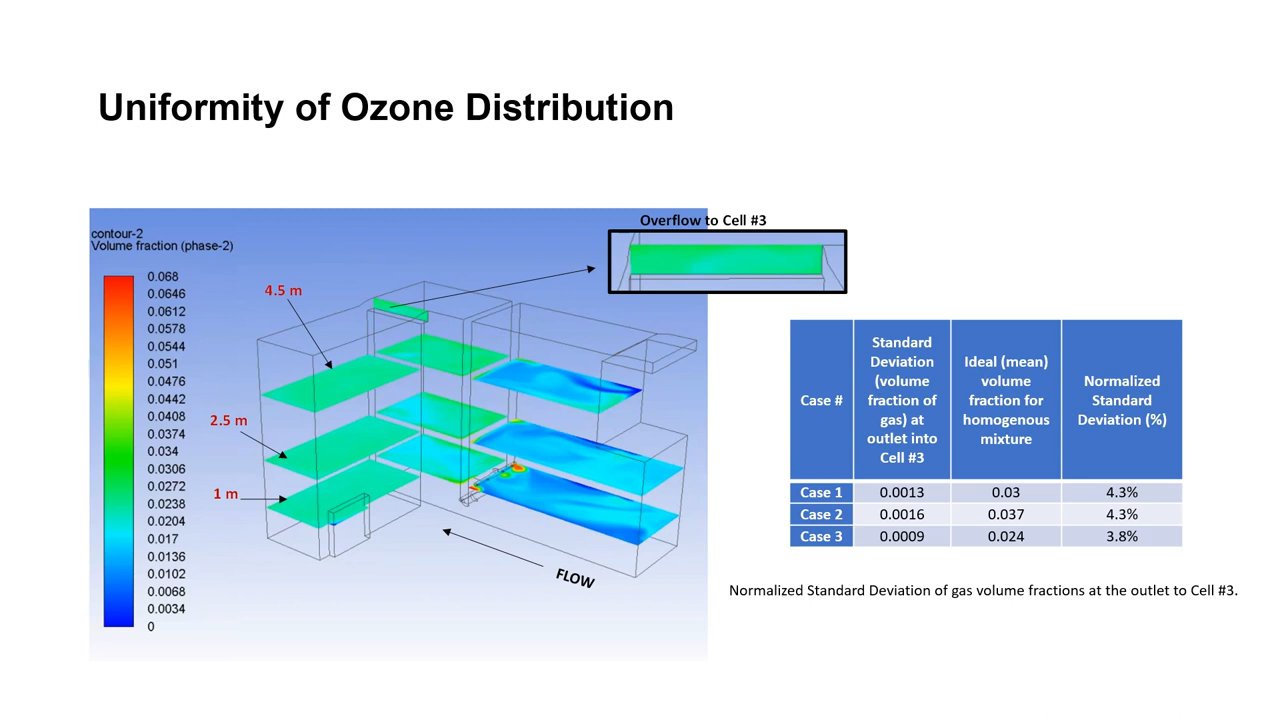 Uniformity of Ozone Distribution
contour-2
Volume fraction (phase-2)
0.068
0.0646
0.0612
0.0578
0.0544
0.051
0.0476
0.0442
0.0408
0.0374
0.034
0.0306
0.0272
0.0238
0.0204
0.017
0.0136
0.0102
0.0068
0.0034
0
4.5 m
2.5 m
1 m
FLOW
Overflow to Cell #3
Case #
Standard
Deviation
(volume
fraction of
gas) at
outlet into
Cell #3
Ideal (mean)
volume
fraction for
homogenous
mixture
Normalized
Standard
Deviation (%)
Case 1 0.0013 0.03 4.3%
Case 2 0.0016 0.037 4.3%
Case 3 0.0009 0.024 3.8%
Normalized Standard Deviation of gas volume fractions at the outlet to Cell #3.